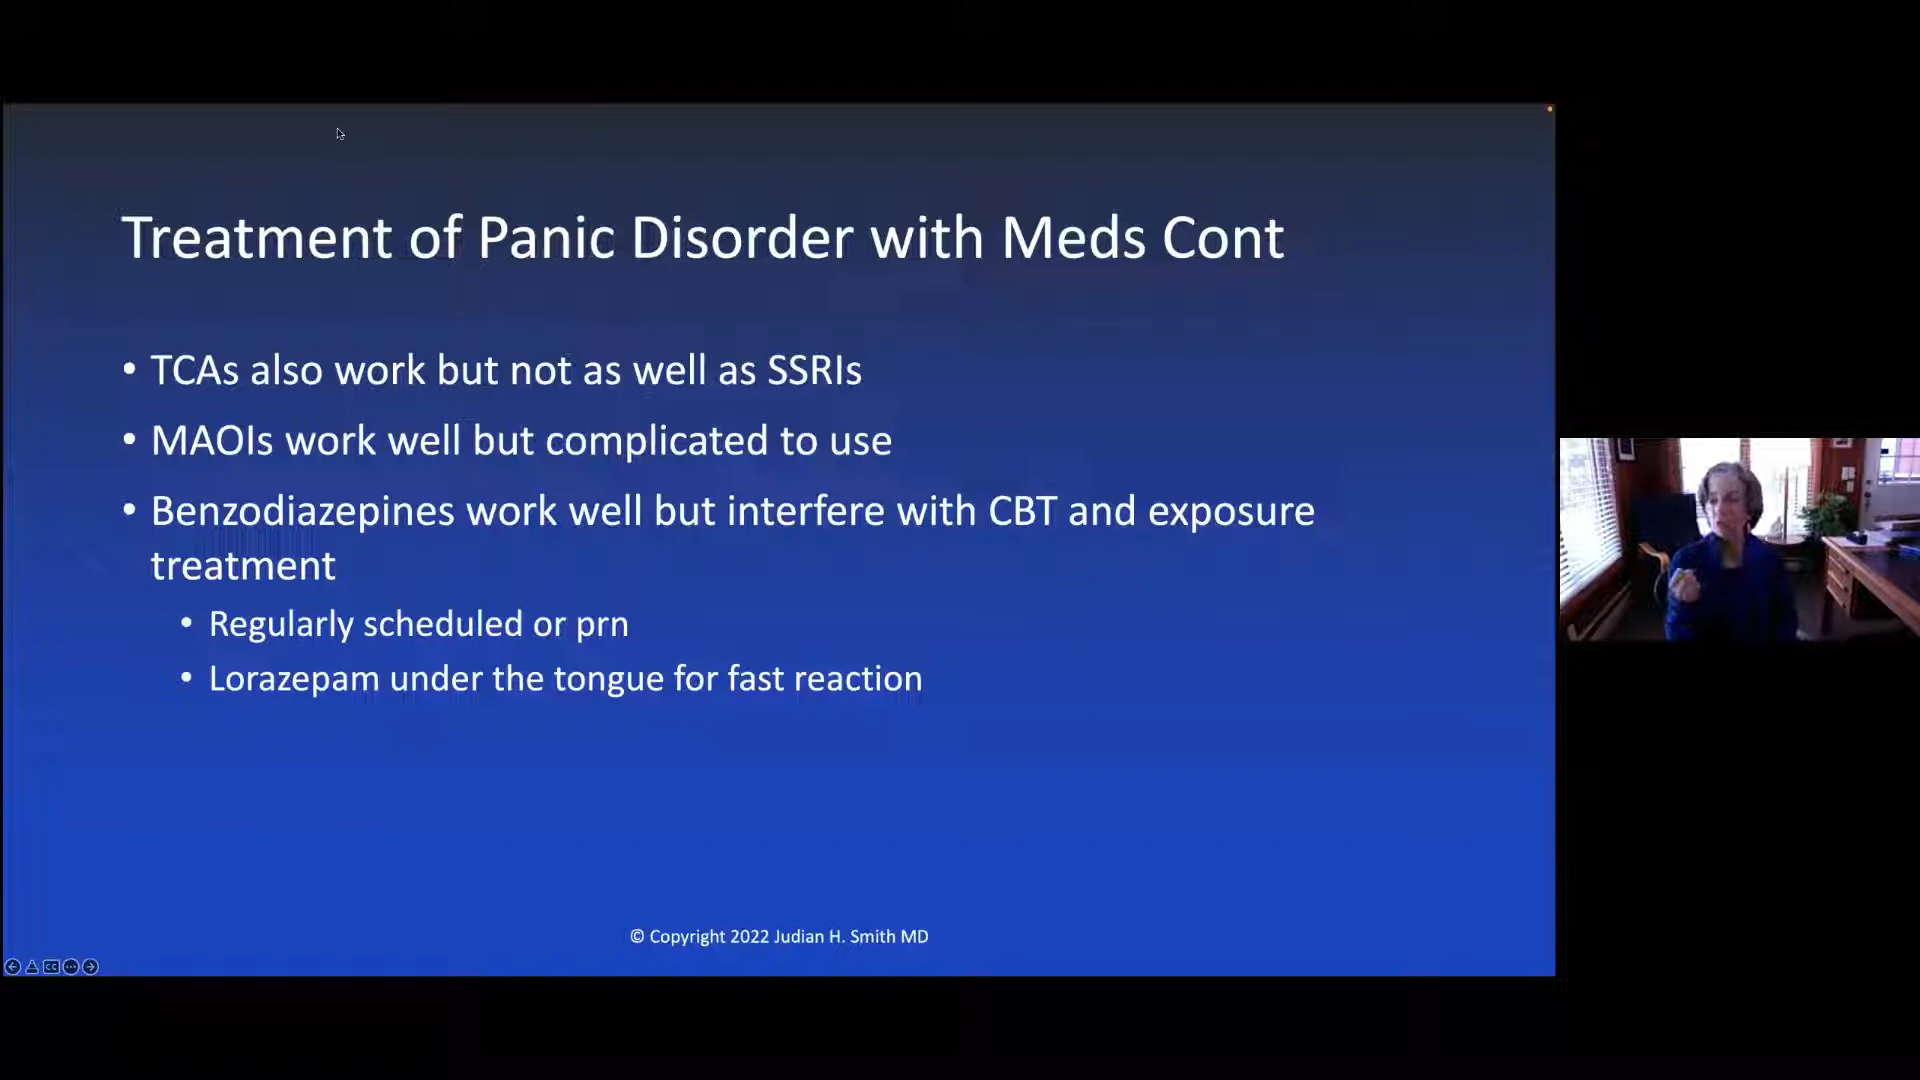 Treatment of Panic Disorder with Meds Cont
• TCAs also work but not as well as SSRIs
• MAOIs work well but complicated to use
• Benzodiazepines work well but interfere with CBT and exposure
treatment
• Regularly scheduled or prn
• Lorazepam under the tongue for fast reaction
© Copyright 2022 Judian H. Smith MD
CC